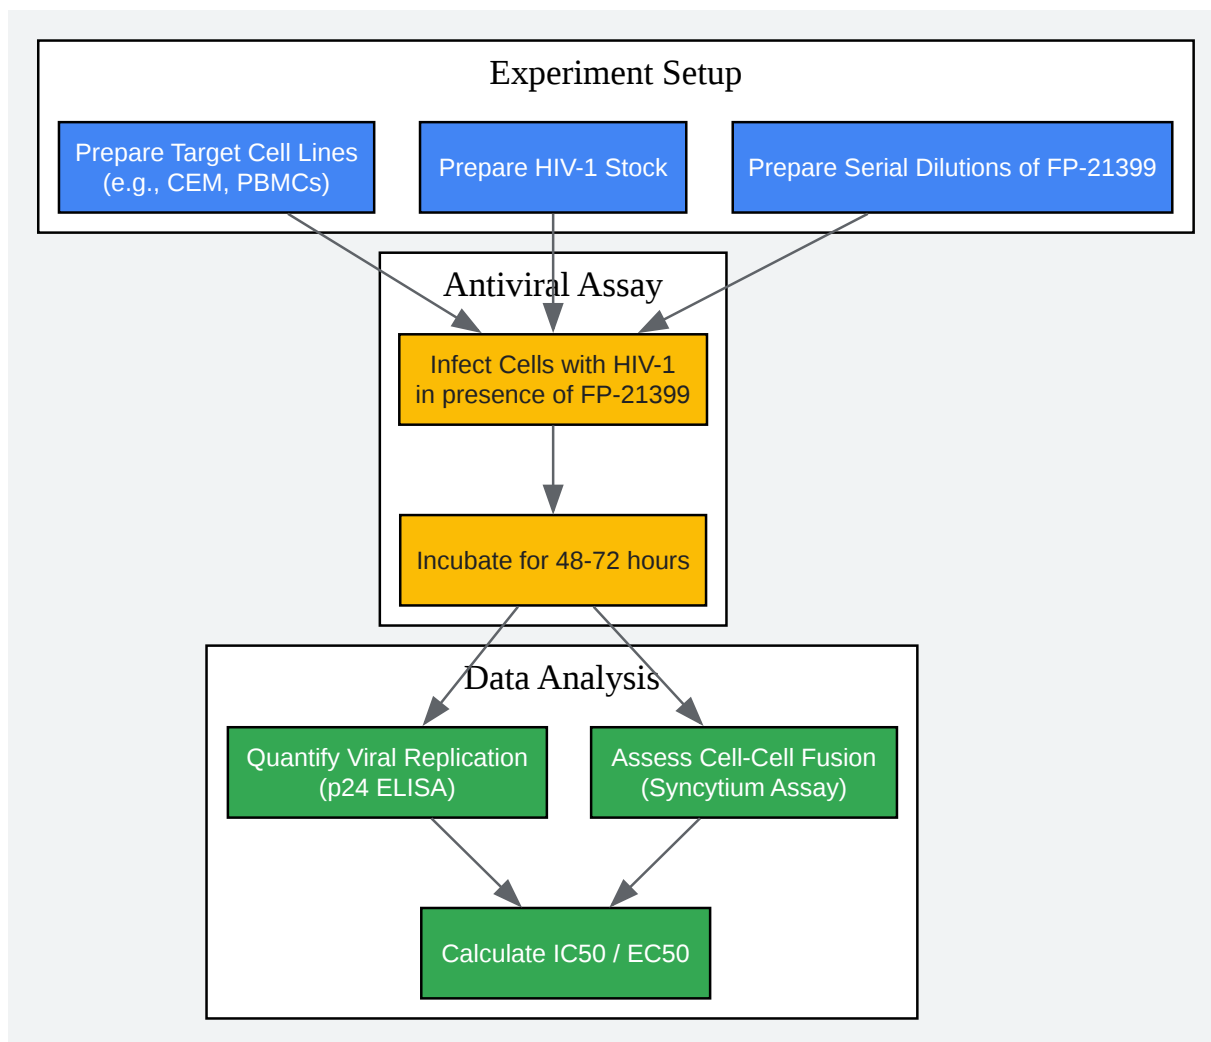 Experiment Setup
Prepare Target Cell Lines
(e.g., CEM, PBMCs)
Prepare HIV-1 Stock
Prepare Serial Dilutions of FP-21399
Antiviral Assay
Infect Cells with HIV-1
in presence of FP-21399
Incubate for 48-72 hours
Data Analysis
Quantify Viral Replication
(p24 ELISA)
Assess Cell-Cell Fusion
(Syncytium Assay)
Calculate IC50 / EC50